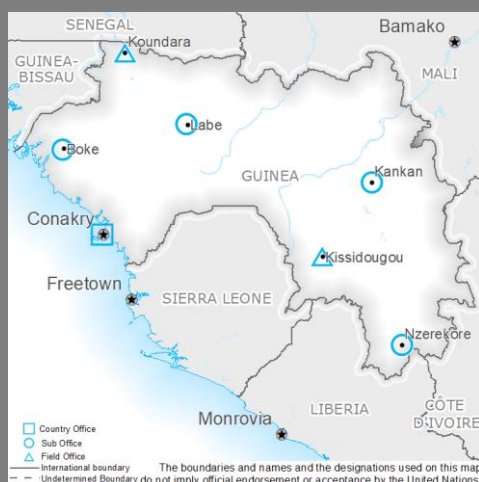 SENEGAL
Bamako
Koundara
GUINEA-
BISSAU
MALI
Labe
Boke
GUINEA
Kankan
Conakry
Kissidougou
Freetown
SIERRA LEONE
Nzerekore
LIBERIA
CÔTE
D'IVOIRE
Monrovia
Country Office
Sub Office
Field Office
International boundary
Undetermined Boundary
The boundaries and names and the designations used on this map
do not imply official endorsement or acceptance by the United Nations